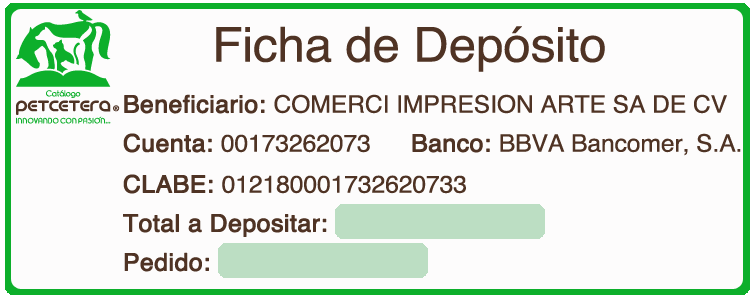 Ficha de Depósito
Catálogo
PETCETERA®
INNOVANDO CON PASIÓN...
Beneficiario: COMERCI IMPRESION ARTE SA DE CV
Cuenta: 00173262073 Banco: BBVA Bancomer, S.A.
CLABE: 012180001732620733
Total a Depositar:
Pedido: